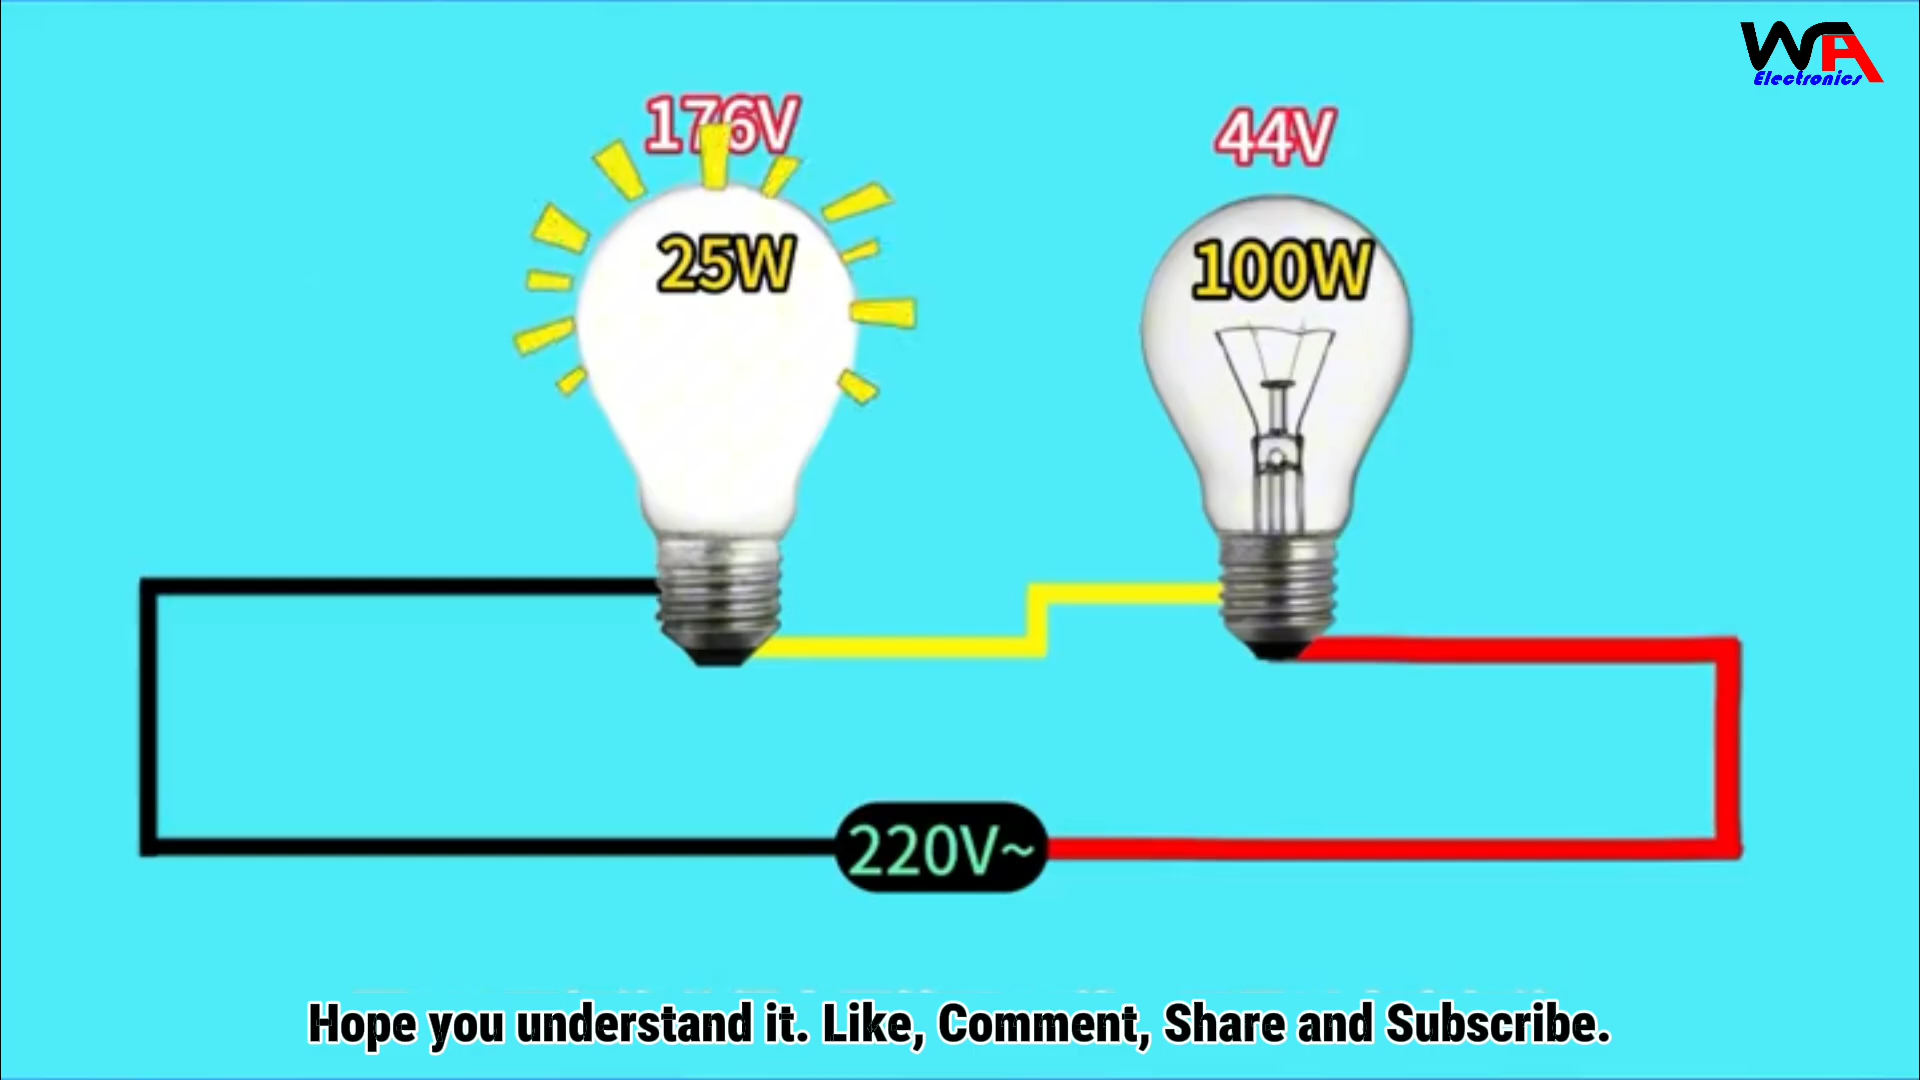 WA
Electronics
176V
44V
25W
100W
220V~
Hope you understand it. Like, Comment, Share and Subscribe.